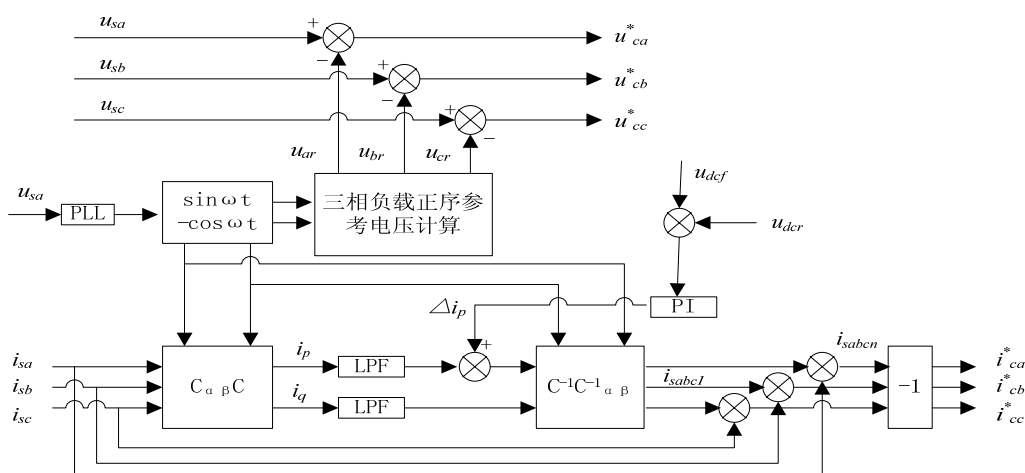 usa
+
−
u*ca
usb
+
−
u*cb
usc
+
−
u*cc
uar
ubr
ucr
usa
PLL
sinωt
-cosωt
三相负载正序参
考电压计算
udcf
udcr
PI
△ip
+
isa
isb
isc
CαβC
ip
iq
LPF
LPF
C-1C-1αβ
isabc1
isabcn
-1
i*ca
i*cb
i*cc